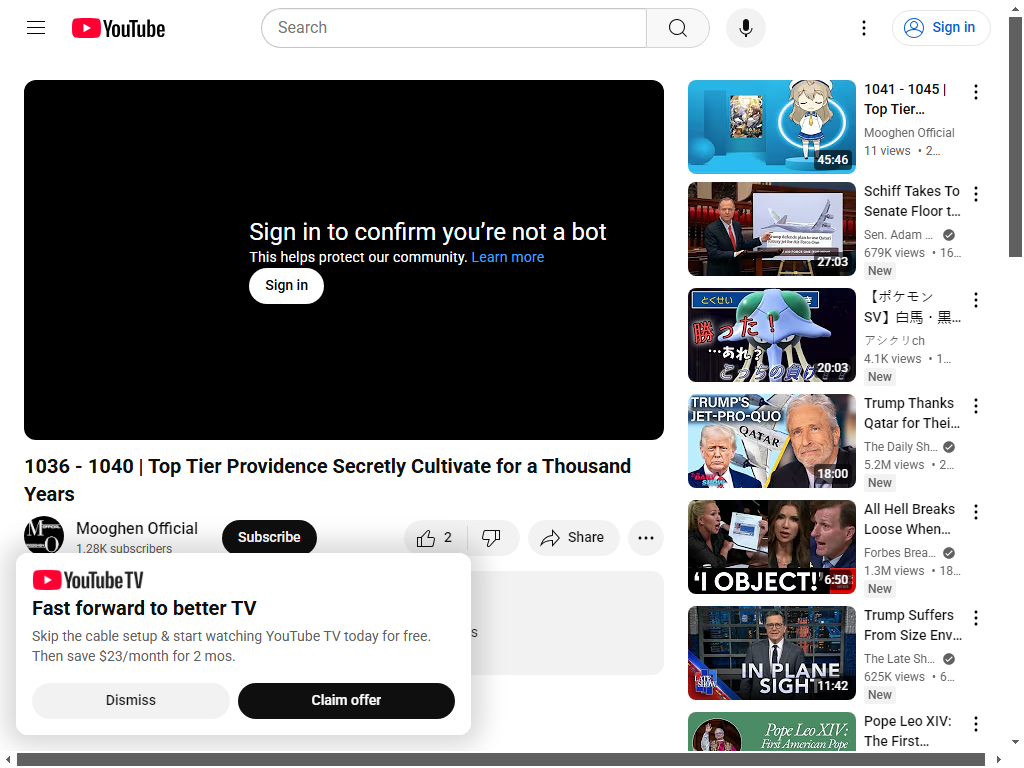 YouTube
Search
Sign in
Sign in to confirm you're not a bot
This helps protect our community. Learn more
Sign in
1036 - 1040 | Top Tier Providence Secretly Cultivate for a Thousand
Years
Mooghen Official
1.28K subscribers
Subscribe
2
Share
YouTube TV
Fast forward to better TV
Skip the cable setup & start watching YouTube TV today for free.
Then save $23/month for 2 mos.
Dismiss
Claim offer
s
45:46
1041 - 1045 |
Top Tier...
Mooghen Official
11 views • 2...
27:03
Schiff Takes To
Senate Floor t...
Sen. Adam ...
679K views • 16...
New
とくせい
勝った!
…あれ?
こっちの負け
20:03
【ポケモン
SV】白馬・黒...
アシクリch
4.1K views • 1...
New
TRUMP'S
JET-PRO-QUO
QATAR
18:00
Trump Thanks
Qatar for Thei...
The Daily Sh...
5.2M views • 2...
New
'I OBJECT!'
6:50
All Hell Breaks
Loose When...
Forbes Brea...
1.3M views • 18...
New
IN PLANE
SIGHT
LATE SHOW
11:42
Trump Suffers
From Size Env...
The Late Sh...
625K views • 6...
New
Pope Leo XIV:
First American Pope
Pope Leo XIV:
The First...